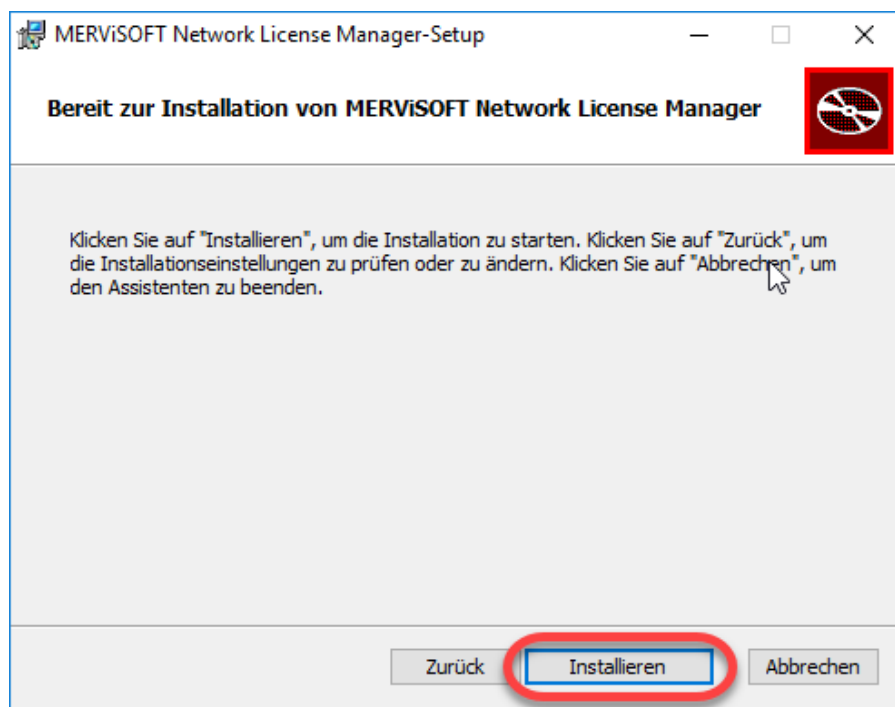 MERViSOFT Network License Manager-Setup
Bereit zur Installation von MERViSOFT Network License Manager
Klicken Sie auf "Installieren", um die Installation zu starten. Klicken Sie auf "Zurück", um
die Installationseinstellungen zu prüfen oder zu ändern. Klicken Sie auf "Abbrechen", um
den Assistenten zu beenden.
Zurück
Installieren
Abbrechen